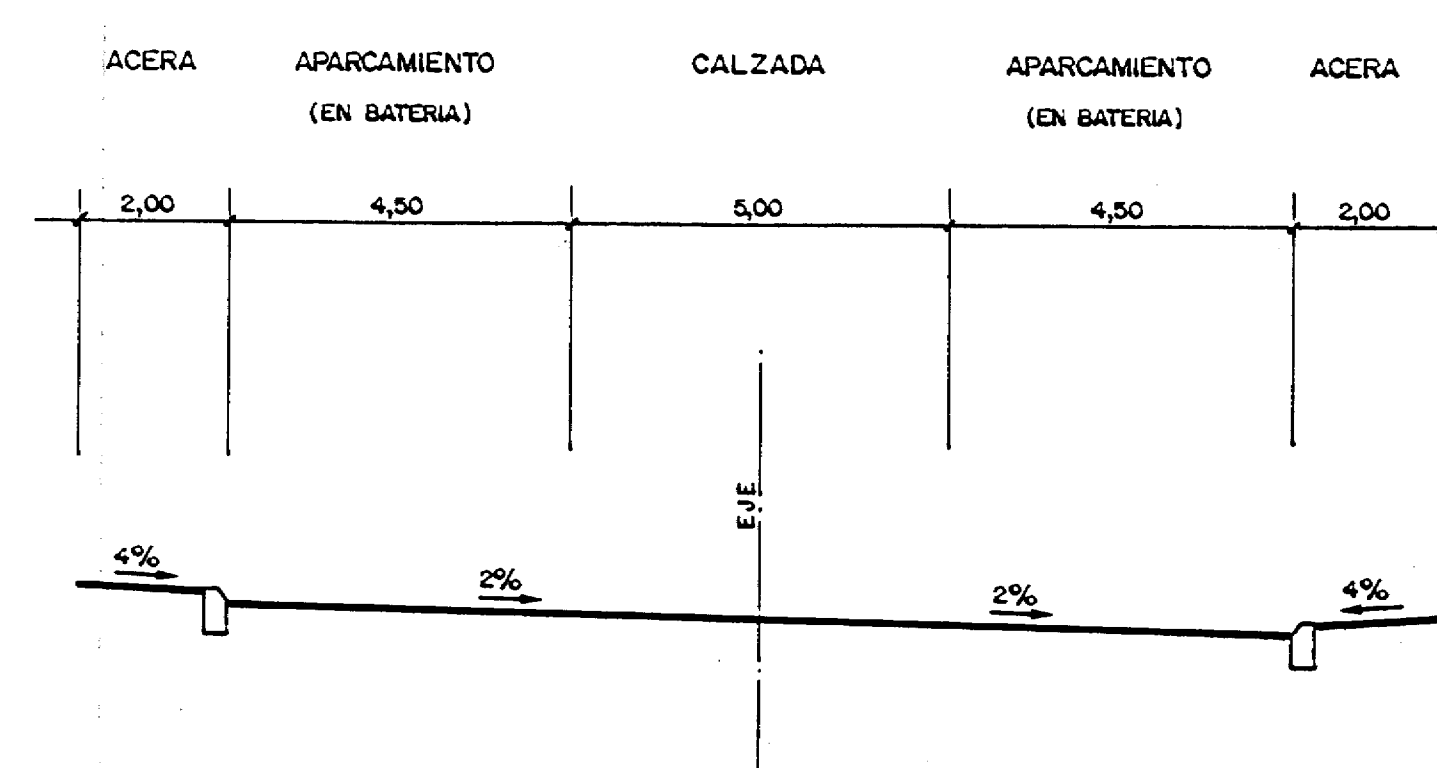 ACERA APARCAMIENTO CALZADA APARCAMIENTO ACERA
(EN BATERIA) (EN BATERIA)
2,00 4,50 5,00 4,50 2,00
EJE
4% 2% 2% 4%